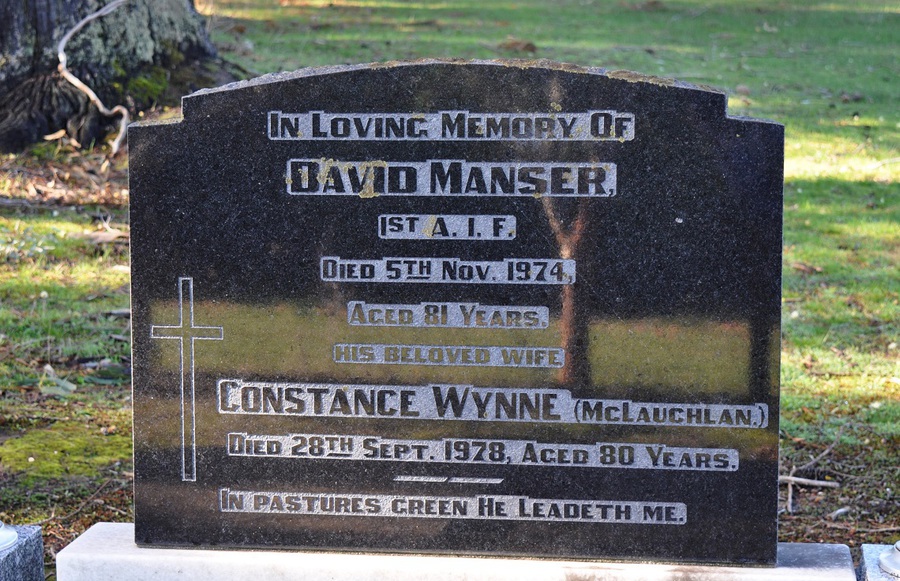 In Loving Memory Of
David Manser,
1st A. I. F.
Died 5th Nov. 1974,
Aged 81 Years.
his beloved wife
Constance Wynne (McLauchlan.)
Died 28th Sept. 1978, Aged 80 Years.
In pastures green He Leadeth me.